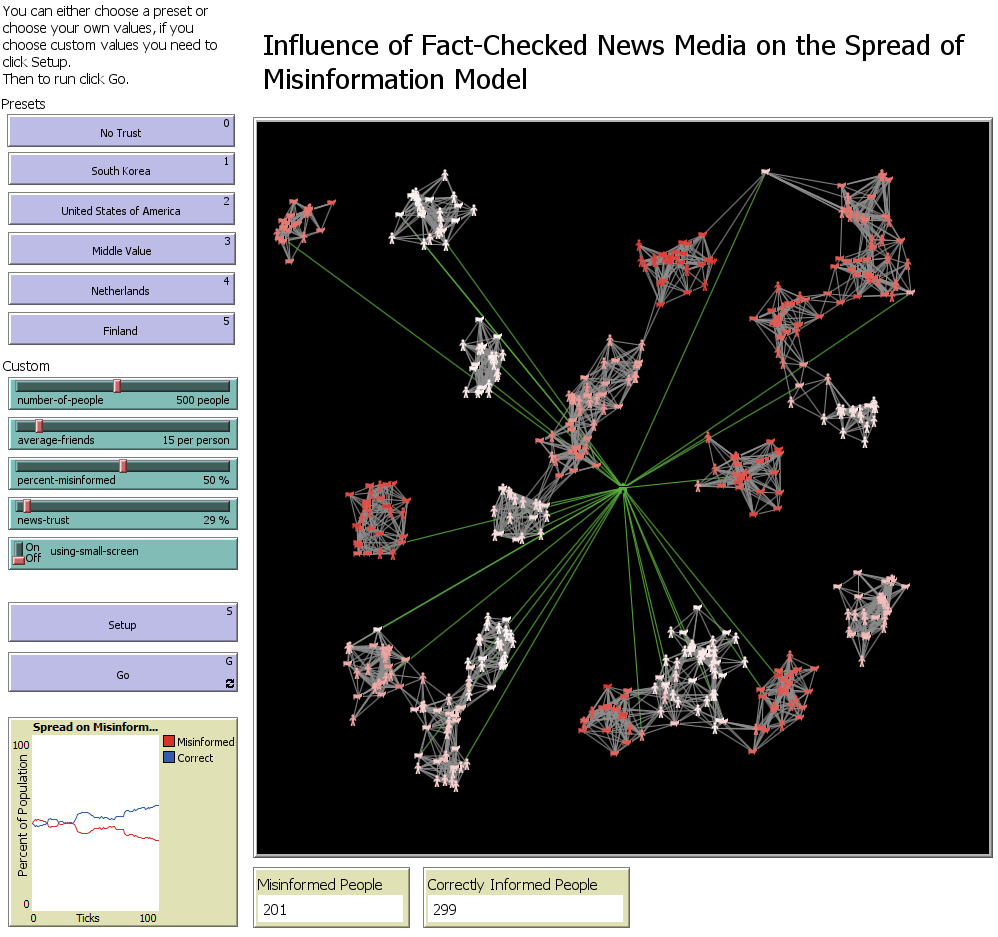 You can either choose a preset or
choose your own values, if you
choose custom values you need to
click Setup.
Then to run click Go.
Influence of Fact-Checked News Media on the Spread of
Misinformation Model
Presets
No Trust 0
South Korea 1
United States of America 2
Middle Value 3
Netherlands 4
Finland 5
Custom
number-of-people 500 people
average-friends 15 per person
percent-misinformed 50 %
news-trust 29 %
On
Off
using-small-screen
Setup S
Go G
Spread on Misinform...
100
Percent of Population
0
0 Ticks 100
Misinformed
Correct
Misinformed People
201
Correctly Informed People
299